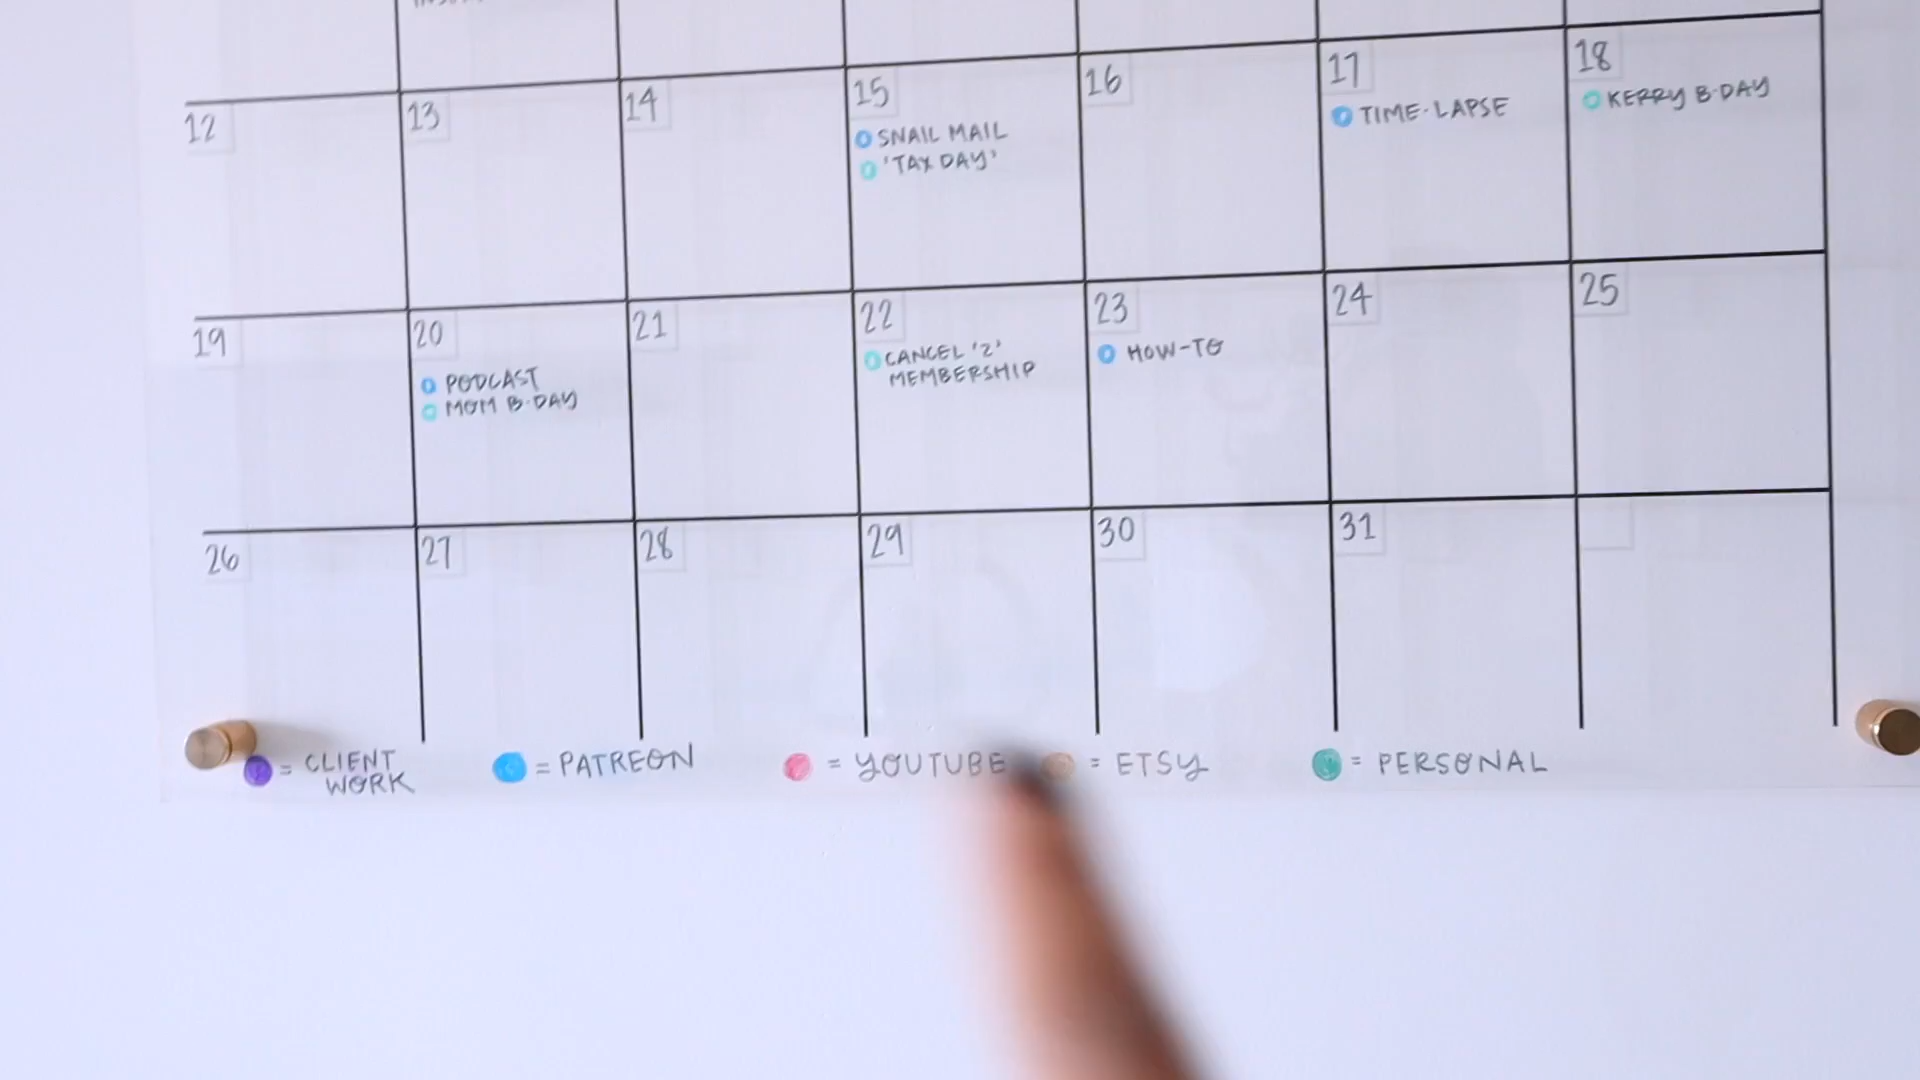 12
13
14
15
SNAIL MAIL
'TAX DAY'
16
17
TIME-LAPSE
18
KERRY B-DAY
19
20
PODCAST
MOM B-DAY
21
22
CANCEL 'Z'
MEMBERSHIP
23
HOW-TO
24
25
26
27
28
29
30
31
= CLIENT
WORK
= PATREON
= YOUTUBE
= ETSY
= PERSONAL